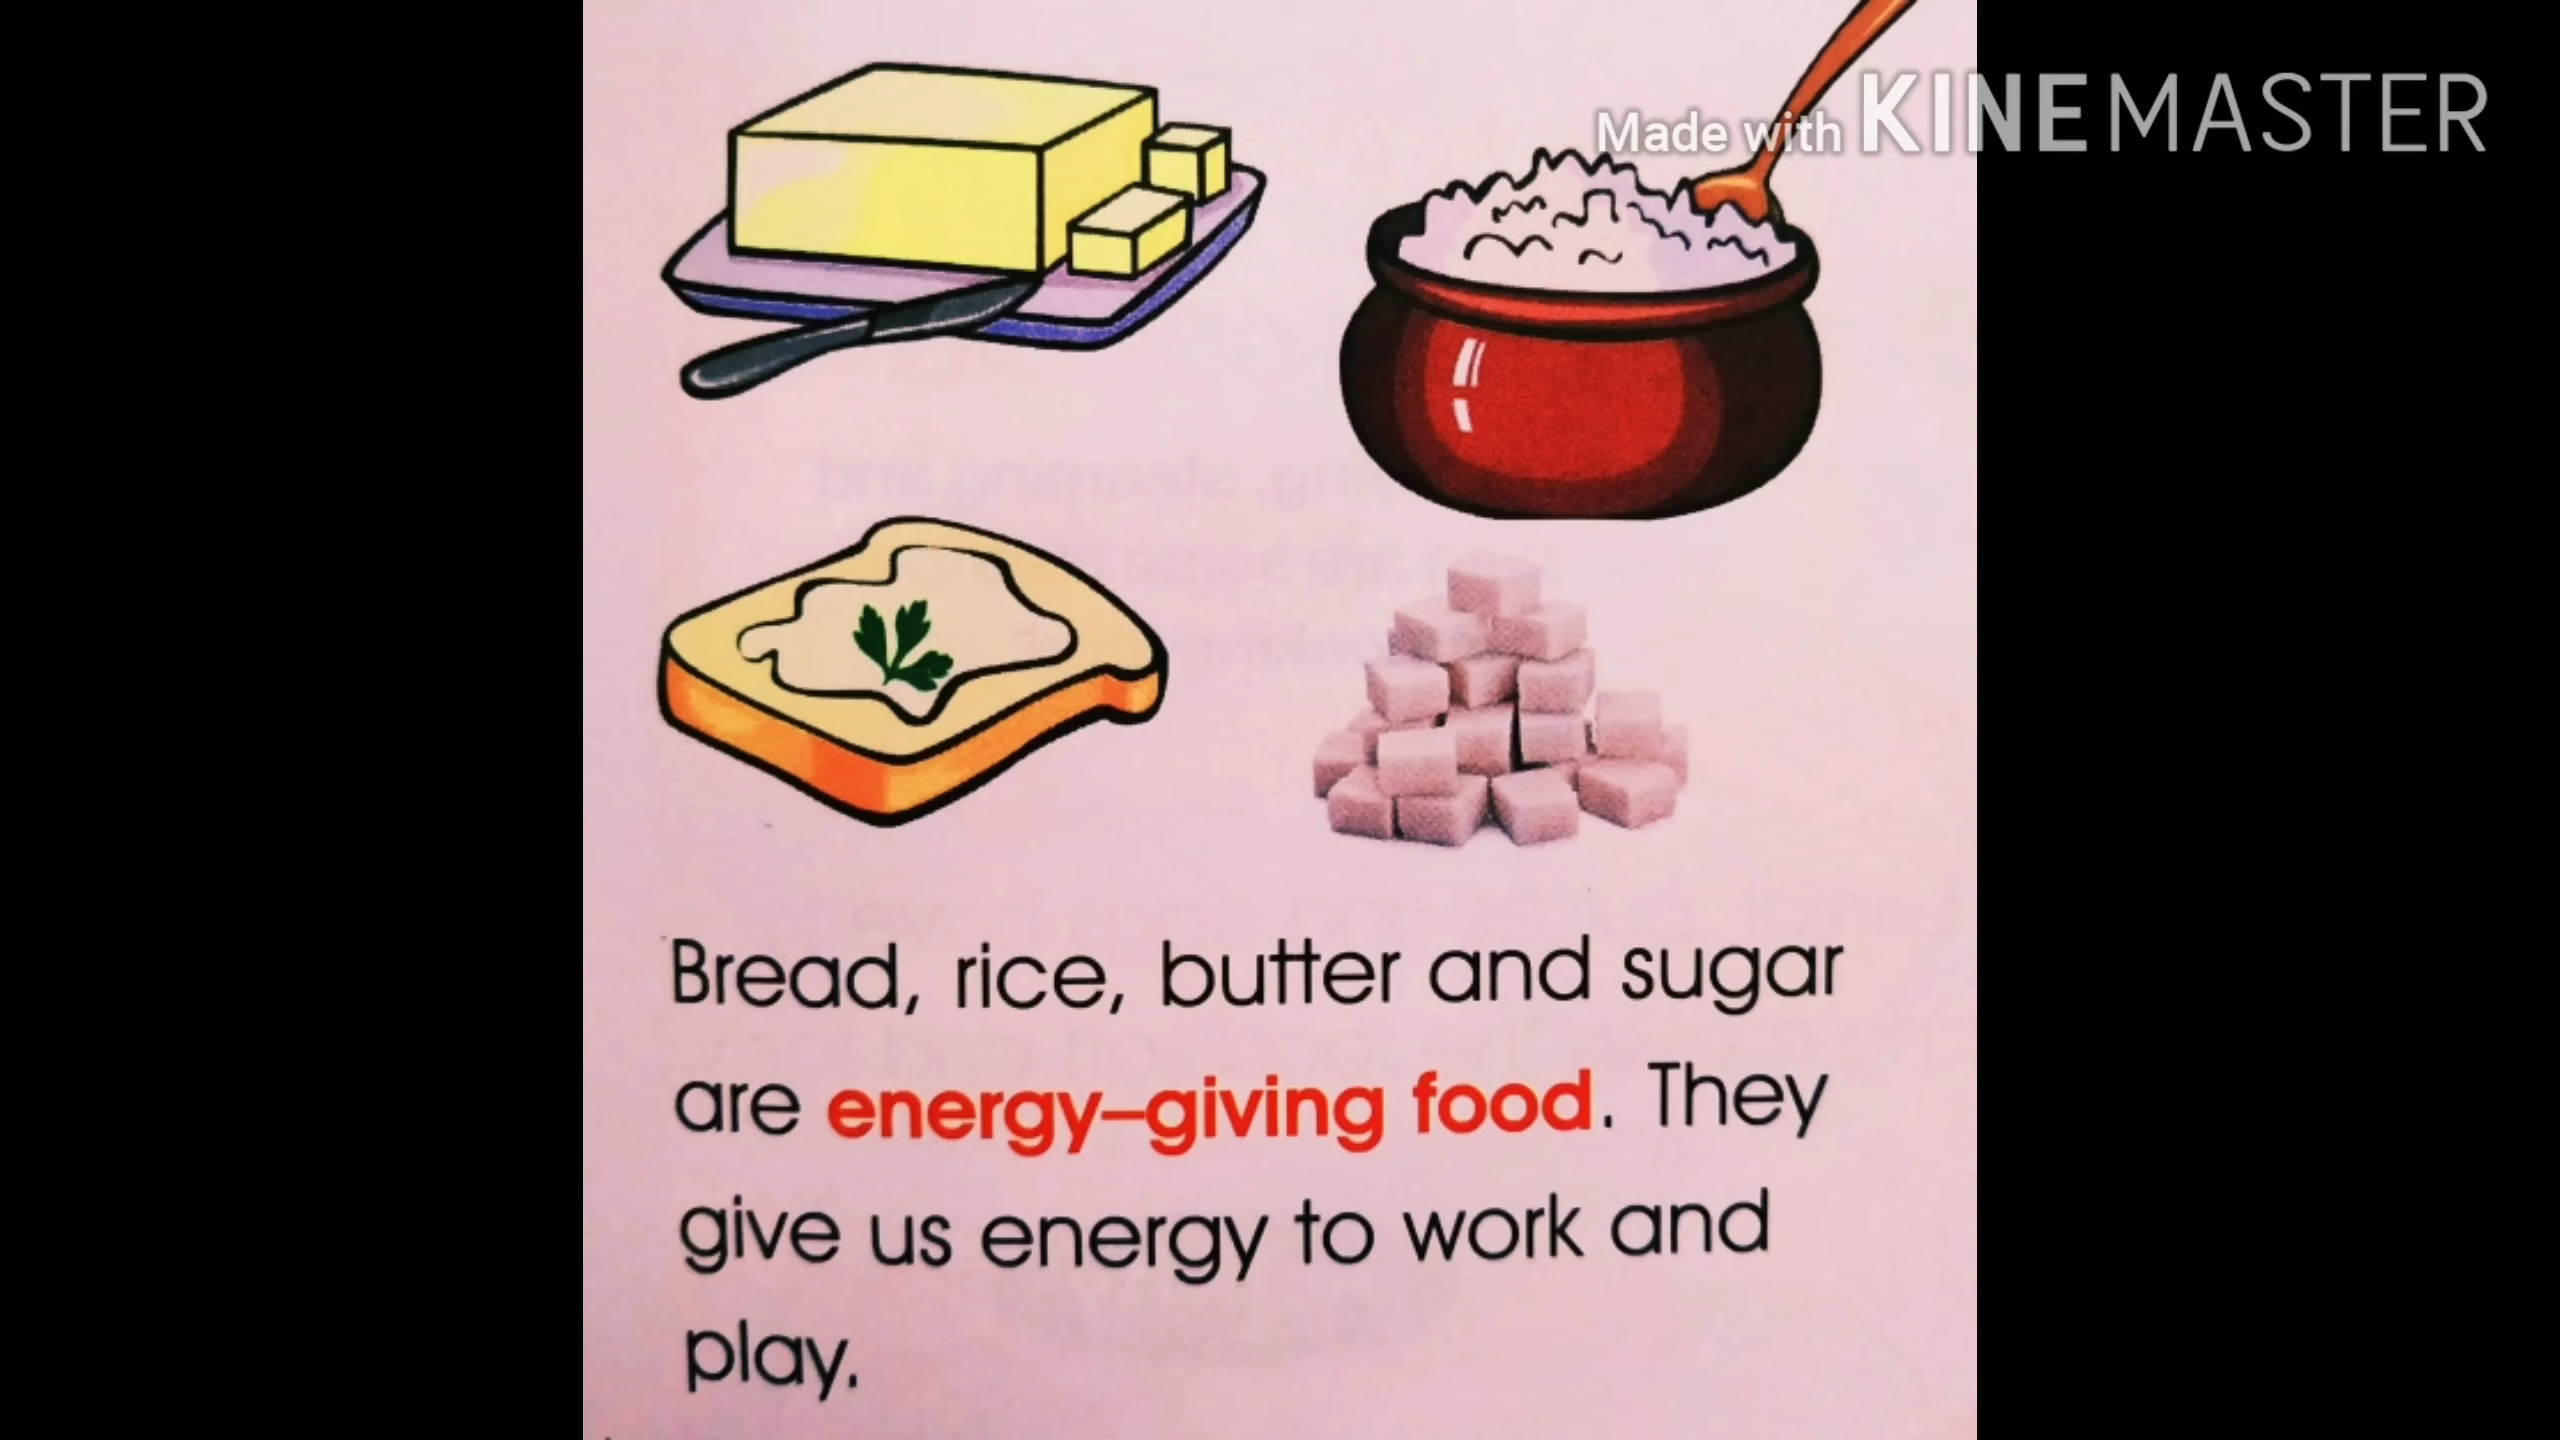 Made with KINEMASTER
Bread, rice, butter and sugar
are energy–giving food. They
give us energy to work and
play.